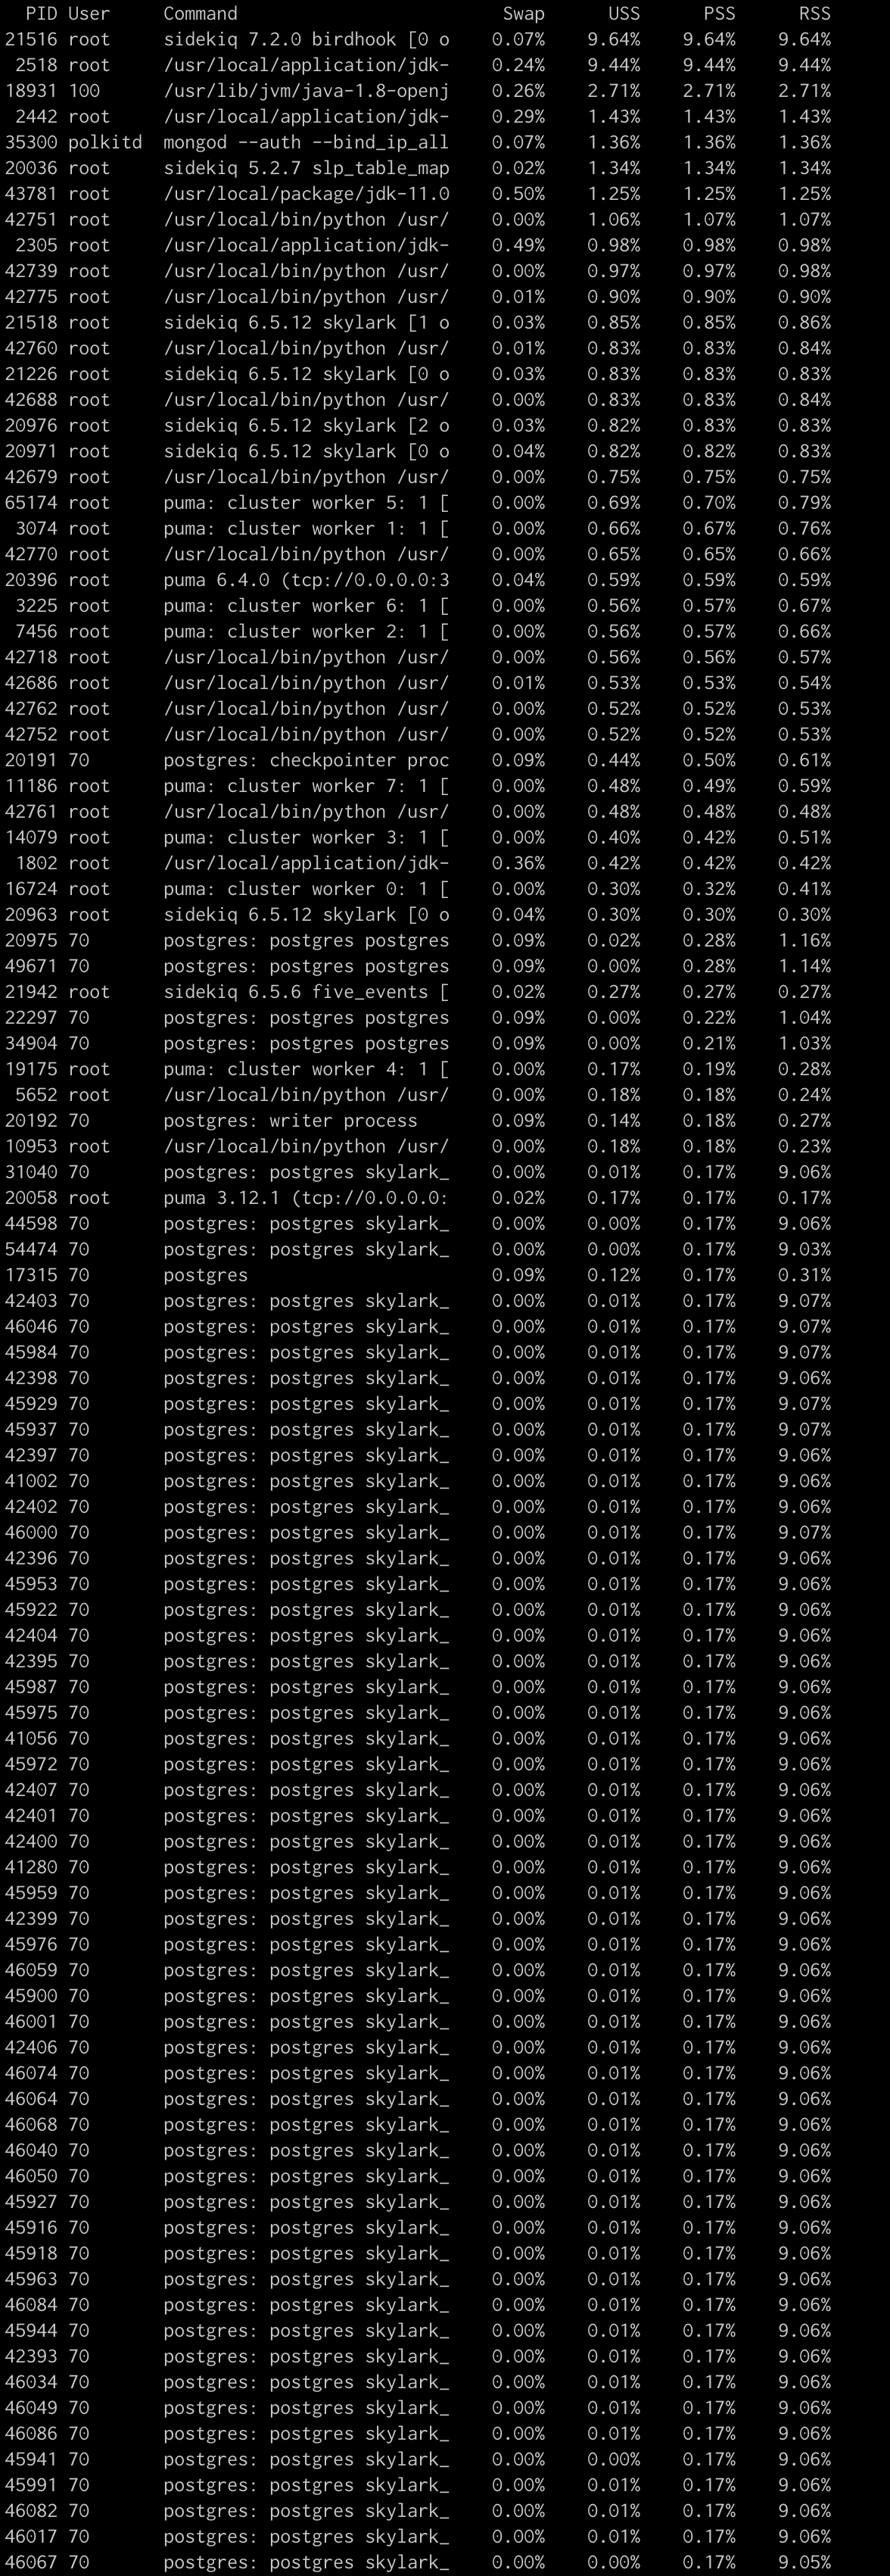 PID User     Command                         Swap      USS      PSS      RSS
21516 root     sidekiq 7.2.0 birdhook [0 o    0.07%    9.64%    9.64%    9.64%
2518 root     /usr/local/application/jdk-    0.24%    9.44%    9.44%    9.44%
18931 100      /usr/lib/jvm/java-1.8-openj    0.26%    2.71%    2.71%    2.71%
2442 root     /usr/local/application/jdk-    0.29%    1.43%    1.43%    1.43%
35300 polkitd  mongod --auth --bind_ip_all    0.07%    1.36%    1.36%    1.36%
20036 root     sidekiq 5.2.7 slp_table_map    0.02%    1.34%    1.34%    1.34%
43781 root     /usr/local/package/jdk-11.0    0.50%    1.25%    1.25%    1.25%
42751 root     /usr/local/bin/python /usr/    0.00%    1.06%    1.07%    1.07%
2305 root     /usr/local/application/jdk-    0.49%    0.98%    0.98%    0.98%
42739 root     /usr/local/bin/python /usr/    0.00%    0.97%    0.97%    0.98%
42775 root     /usr/local/bin/python /usr/    0.01%    0.90%    0.90%    0.90%
21518 root     sidekiq 6.5.12 skylark [1 o    0.03%    0.85%    0.85%    0.86%
42760 root     /usr/local/bin/python /usr/    0.01%    0.83%    0.83%    0.84%
21226 root     sidekiq 6.5.12 skylark [0 o    0.03%    0.83%    0.83%    0.83%
42688 root     /usr/local/bin/python /usr/    0.00%    0.83%    0.83%    0.84%
20976 root     sidekiq 6.5.12 skylark [2 o    0.03%    0.82%    0.83%    0.83%
20971 root     sidekiq 6.5.12 skylark [0 o    0.04%    0.82%    0.82%    0.83%
42679 root     /usr/local/bin/python /usr/    0.00%    0.75%    0.75%    0.75%
65174 root     puma: cluster worker 5: 1 [    0.00%    0.69%    0.70%    0.79%
3074 root     puma: cluster worker 1: 1 [    0.00%    0.66%    0.67%    0.76%
42770 root     /usr/local/bin/python /usr/    0.00%    0.65%    0.65%    0.66%
20396 root     puma 6.4.0 (tcp://0.0.0.0:3    0.04%    0.59%    0.59%    0.59%
3225 root     puma: cluster worker 6: 1 [    0.00%    0.56%    0.57%    0.67%
7456 root     puma: cluster worker 2: 1 [    0.00%    0.56%    0.57%    0.66%
42718 root     /usr/local/bin/python /usr/    0.00%    0.56%    0.56%    0.57%
42686 root     /usr/local/bin/python /usr/    0.01%    0.53%    0.53%    0.54%
42762 root     /usr/local/bin/python /usr/    0.00%    0.52%    0.52%    0.53%
42752 root     /usr/local/bin/python /usr/    0.00%    0.52%    0.52%    0.53%
20191 70       postgres: checkpointer proc    0.09%    0.44%    0.50%    0.61%
11186 root     puma: cluster worker 7: 1 [    0.00%    0.48%    0.49%    0.59%
42761 root     /usr/local/bin/python /usr/    0.00%    0.48%    0.48%    0.48%
14079 root     puma: cluster worker 3: 1 [    0.00%    0.40%    0.42%    0.51%
1802 root     /usr/local/application/jdk-    0.36%    0.42%    0.42%    0.42%
16724 root     puma: cluster worker 0: 1 [    0.00%    0.30%    0.32%    0.41%
20963 root     sidekiq 6.5.12 skylark [0 o    0.04%    0.30%    0.30%    0.30%
20975 70       postgres: postgres postgres    0.09%    0.02%    0.28%    1.16%
49671 70       postgres: postgres postgres    0.09%    0.00%    0.28%    1.14%
21942 root     sidekiq 6.5.6 five_events [    0.02%    0.27%    0.27%    0.27%
22297 70       postgres: postgres postgres    0.09%    0.00%    0.22%    1.04%
34904 70       postgres: postgres postgres    0.09%    0.00%    0.21%    1.03%
19175 root     puma: cluster worker 4: 1 [    0.00%    0.17%    0.19%    0.28%
5652 root     /usr/local/bin/python /usr/    0.00%    0.18%    0.18%    0.24%
20192 70       postgres: writer process       0.09%    0.14%    0.18%    0.27%
10953 root     /usr/local/bin/python /usr/    0.00%    0.18%    0.18%    0.23%
31040 70       postgres: postgres skylark_    0.00%    0.01%    0.17%    9.06%
20058 root     puma 3.12.1 (tcp://0.0.0.0:    0.02%    0.17%    0.17%    0.17%
44598 70       postgres: postgres skylark_    0.00%    0.00%    0.17%    9.06%
54474 70       postgres: postgres skylark_    0.00%    0.00%    0.17%    9.03%
17315 70       postgres                       0.09%    0.12%    0.17%    0.31%
42403 70       postgres: postgres skylark_    0.00%    0.01%    0.17%    9.07%
46046 70       postgres: postgres skylark_    0.00%    0.01%    0.17%    9.07%
45984 70       postgres: postgres skylark_    0.00%    0.01%    0.17%    9.07%
42398 70       postgres: postgres skylark_    0.00%    0.01%    0.17%    9.06%
45929 70       postgres: postgres skylark_    0.00%    0.01%    0.17%    9.07%
45937 70       postgres: postgres skylark_    0.00%    0.01%    0.17%    9.07%
42397 70       postgres: postgres skylark_    0.00%    0.01%    0.17%    9.06%
41002 70       postgres: postgres skylark_    0.00%    0.01%    0.17%    9.06%
42402 70       postgres: postgres skylark_    0.00%    0.01%    0.17%    9.06%
46000 70       postgres: postgres skylark_    0.00%    0.01%    0.17%    9.07%
42396 70       postgres: postgres skylark_    0.00%    0.01%    0.17%    9.06%
45953 70       postgres: postgres skylark_    0.00%    0.01%    0.17%    9.06%
45922 70       postgres: postgres skylark_    0.00%    0.01%    0.17%    9.06%
42404 70       postgres: postgres skylark_    0.00%    0.01%    0.17%    9.06%
42395 70       postgres: postgres skylark_    0.00%    0.01%    0.17%    9.06%
45987 70       postgres: postgres skylark_    0.00%    0.01%    0.17%    9.06%
45975 70       postgres: postgres skylark_    0.00%    0.01%    0.17%    9.06%
41056 70       postgres: postgres skylark_    0.00%    0.01%    0.17%    9.06%
45972 70       postgres: postgres skylark_    0.00%    0.01%    0.17%    9.06%
42407 70       postgres: postgres skylark_    0.00%    0.01%    0.17%    9.06%
42401 70       postgres: postgres skylark_    0.00%    0.01%    0.17%    9.06%
42400 70       postgres: postgres skylark_    0.00%    0.01%    0.17%    9.06%
41280 70       postgres: postgres skylark_    0.00%    0.01%    0.17%    9.06%
45959 70       postgres: postgres skylark_    0.00%    0.01%    0.17%    9.06%
42399 70       postgres: postgres skylark_    0.00%    0.01%    0.17%    9.06%
45976 70       postgres: postgres skylark_    0.00%    0.01%    0.17%    9.06%
46059 70       postgres: postgres skylark_    0.00%    0.01%    0.17%    9.06%
45900 70       postgres: postgres skylark_    0.00%    0.01%    0.17%    9.06%
46001 70       postgres: postgres skylark_    0.00%    0.01%    0.17%    9.06%
42406 70       postgres: postgres skylark_    0.00%    0.01%    0.17%    9.06%
46074 70       postgres: postgres skylark_    0.00%    0.01%    0.17%    9.06%
46064 70       postgres: postgres skylark_    0.00%    0.01%    0.17%    9.06%
46068 70       postgres: postgres skylark_    0.00%    0.01%    0.17%    9.06%
46040 70       postgres: postgres skylark_    0.00%    0.01%    0.17%    9.06%
46050 70       postgres: postgres skylark_    0.00%    0.01%    0.17%    9.06%
45927 70       postgres: postgres skylark_    0.00%    0.01%    0.17%    9.06%
45916 70       postgres: postgres skylark_    0.00%    0.01%    0.17%    9.06%
45918 70       postgres: postgres skylark_    0.00%    0.01%    0.17%    9.06%
45963 70       postgres: postgres skylark_    0.00%    0.01%    0.17%    9.06%
46084 70       postgres: postgres skylark_    0.00%    0.01%    0.17%    9.06%
45944 70       postgres: postgres skylark_    0.00%    0.01%    0.17%    9.06%
42393 70       postgres: postgres skylark_    0.00%    0.01%    0.17%    9.06%
46034 70       postgres: postgres skylark_    0.00%    0.01%    0.17%    9.06%
46049 70       postgres: postgres skylark_    0.00%    0.01%    0.17%    9.06%
46086 70       postgres: postgres skylark_    0.00%    0.01%    0.17%    9.06%
45941 70       postgres: postgres skylark_    0.00%    0.00%    0.17%    9.06%
45991 70       postgres: postgres skylark_    0.00%    0.01%    0.17%    9.06%
46082 70       postgres: postgres skylark_    0.00%    0.01%    0.17%    9.06%
46017 70       postgres: postgres skylark_    0.00%    0.01%    0.17%    9.06%
46067 70       postgres: postgres skylark_    0.00%    0.00%    0.17%    9.05%